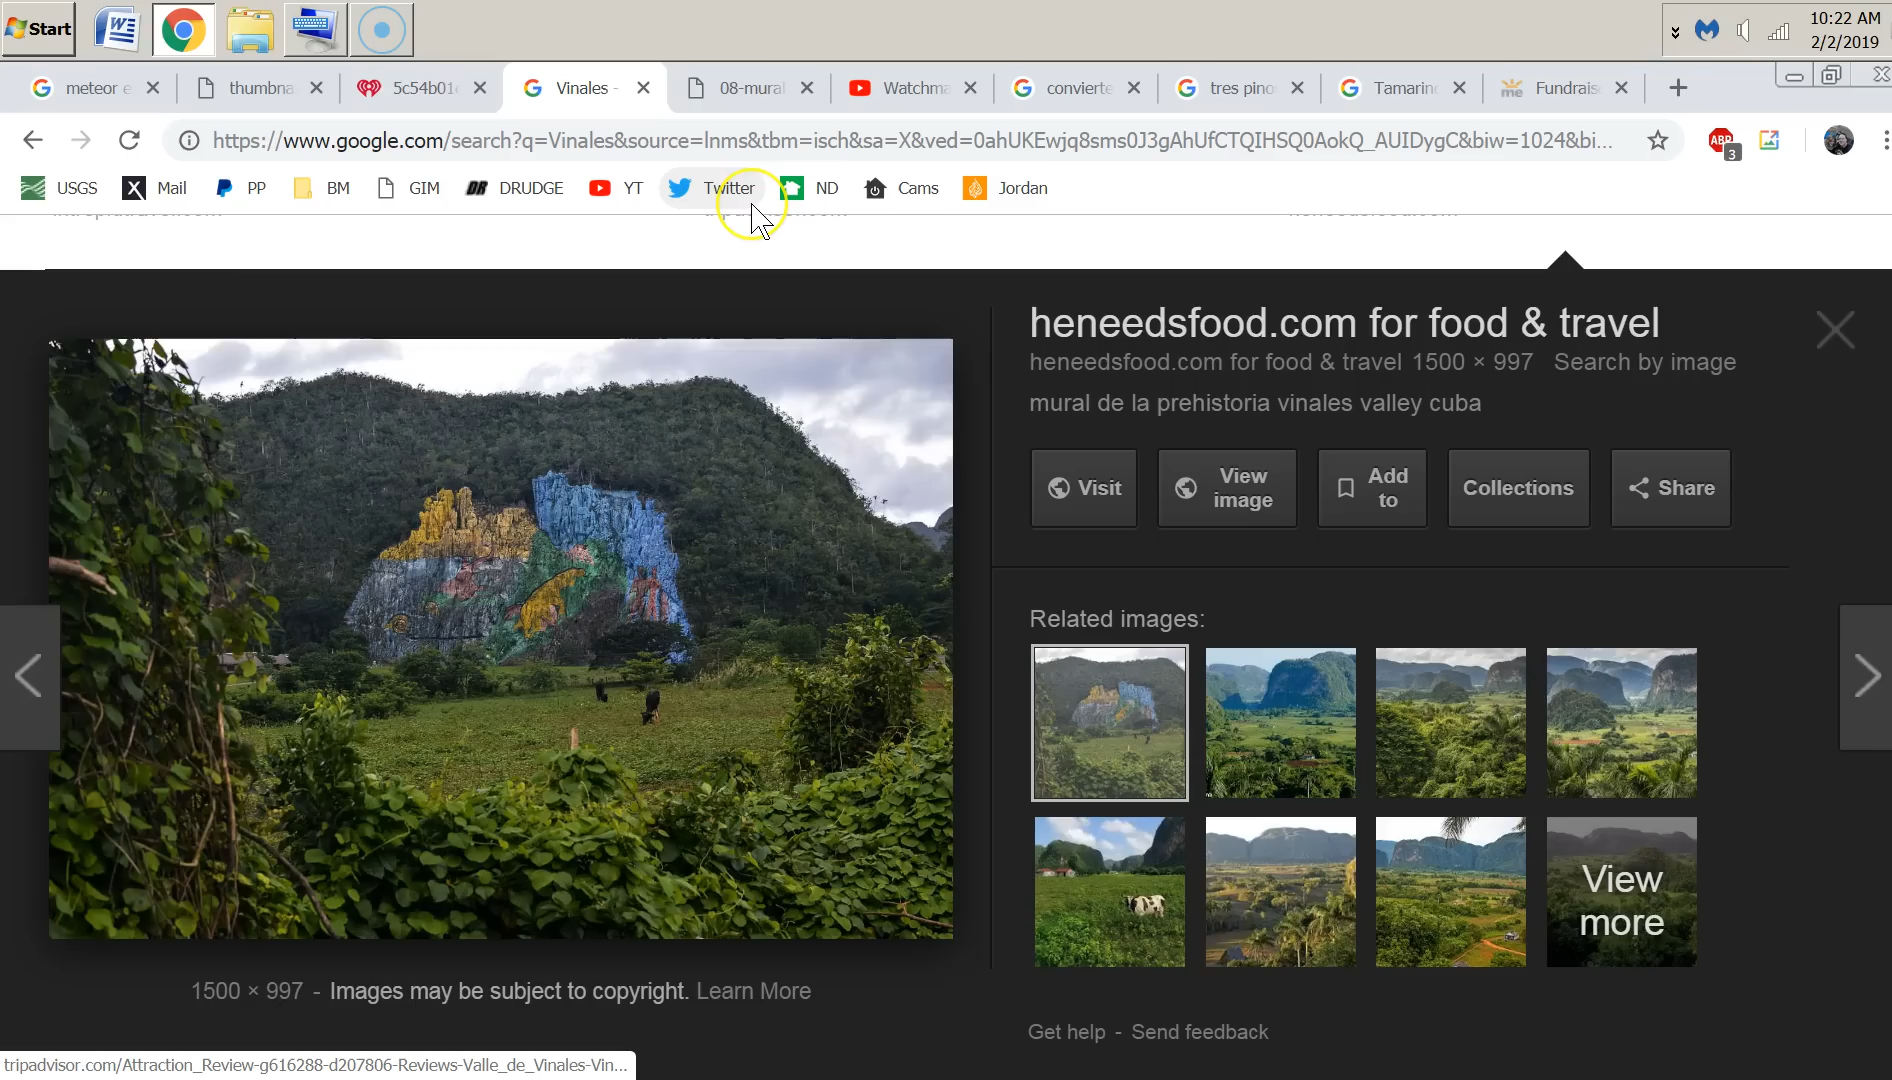 Start
10:22 AM
2/2/2019
meteor e
thumbna
5c54b01
Vinales -
08-mural
Watchma
convierte
tres pino
Tamarind
Fundrais
https://www.google.com/search?q=Vinales&source=lnms&tbm=isch&sa=X&ved=0ahUKEwjq8sms0J3gAhUfCTQIHSQ0AokQ_AUIDygC&biw=1024&bi...
ABP
3
USGS
X Mail
PP
BM
GIM
DR DRUDGE
YT
Twitter
ND
Cams
Jordan
heneedsfood.com for food & travel
heneedsfood.com for food & travel 1500 × 997 Search by image
mural de la prehistoria vinales valley cuba
Visit
View
image
Add
to
Collections
Share
Related images:
View
more
1500 × 997 - Images may be subject to copyright. Learn More
Get help - Send feedback
tripadvisor.com/Attraction_Review-g616288-d207806-Reviews-Valle_de_Vinales-Vin...